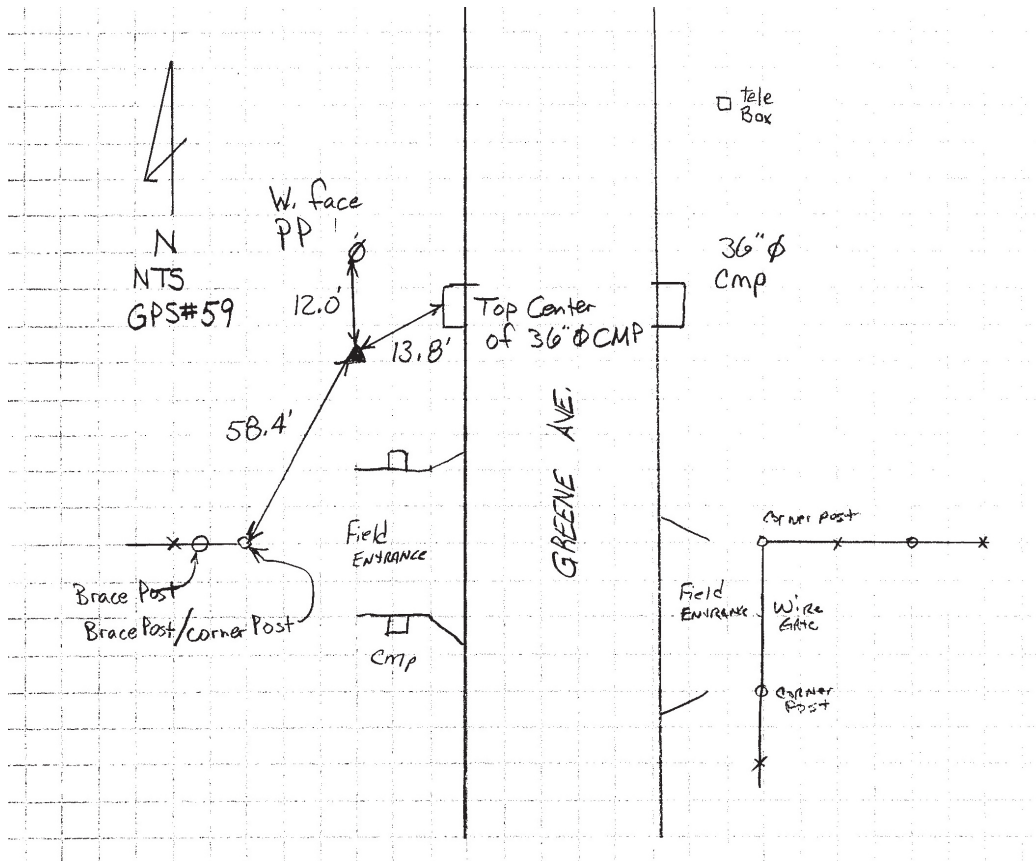 tele
Box
W. face
PP
N
NTS
GPS#59
36"ϕ
Cmp
12.0'
Top Center
of 36"ϕ CMP
13.8'
58.4'
GREENE AVE.
Field
ENTRANCE
Corner Post
Brace Post
Brace Post/corner Post
Cmp
Field
ENTRANCE
Wire
GATE
CORNER
POST